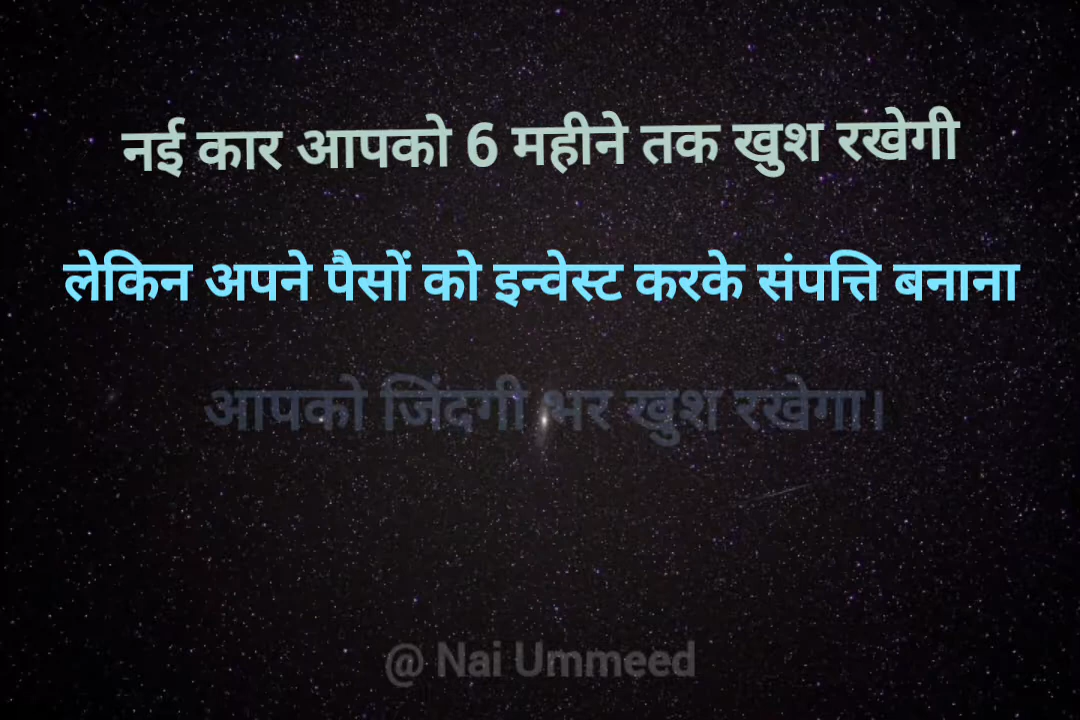 नई कार आपको 6 महीने तक खुश रखेगी
लेकिन अपने पैसों को इन्वेस्ट करके संपत्ति बनाना
आपको जिंदगी भर खुश रखेगा।
@ Nai Ummeed